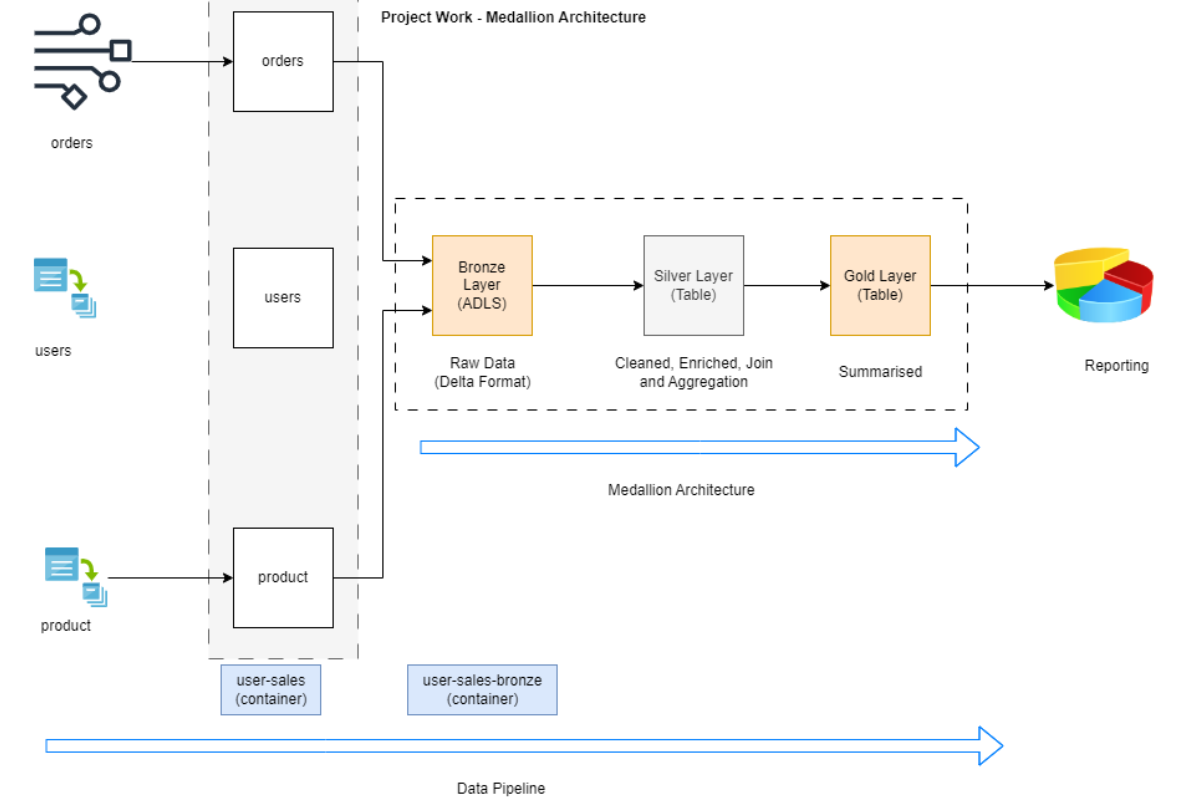 Project Work - Medallion Architecture
orders
orders
users
users
Bronze
Layer
(ADLS)
Silver Layer
(Table)
Gold Layer
(Table)
Raw Data
(Delta Format)
Cleaned, Enriched, Join
and Aggregation
Summarised
Reporting
Medallion Architecture
product
product
user-sales
(container)
user-sales-bronze
(container)
Data Pipeline